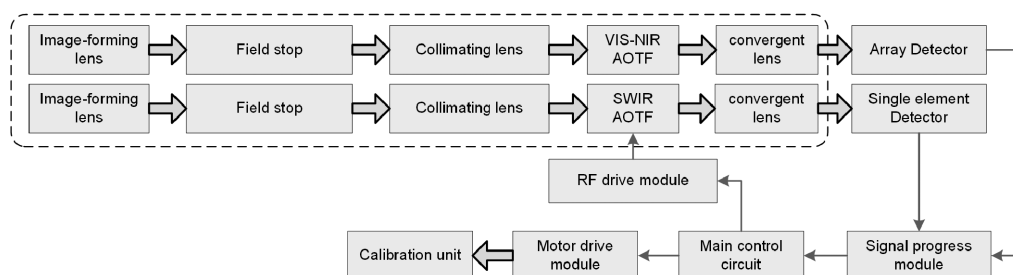 Image-forming
lens
Field stop
Collimating lens
VIS-NIR
AOTF
convergent
lens
Array Detector
Image-forming
lens
Field stop
Collimating lens
SWIR
AOTF
convergent
lens
Single element
Detector
RF drive module
Calibration unit
Motor drive
module
Main control
circuit
Signal progress
module